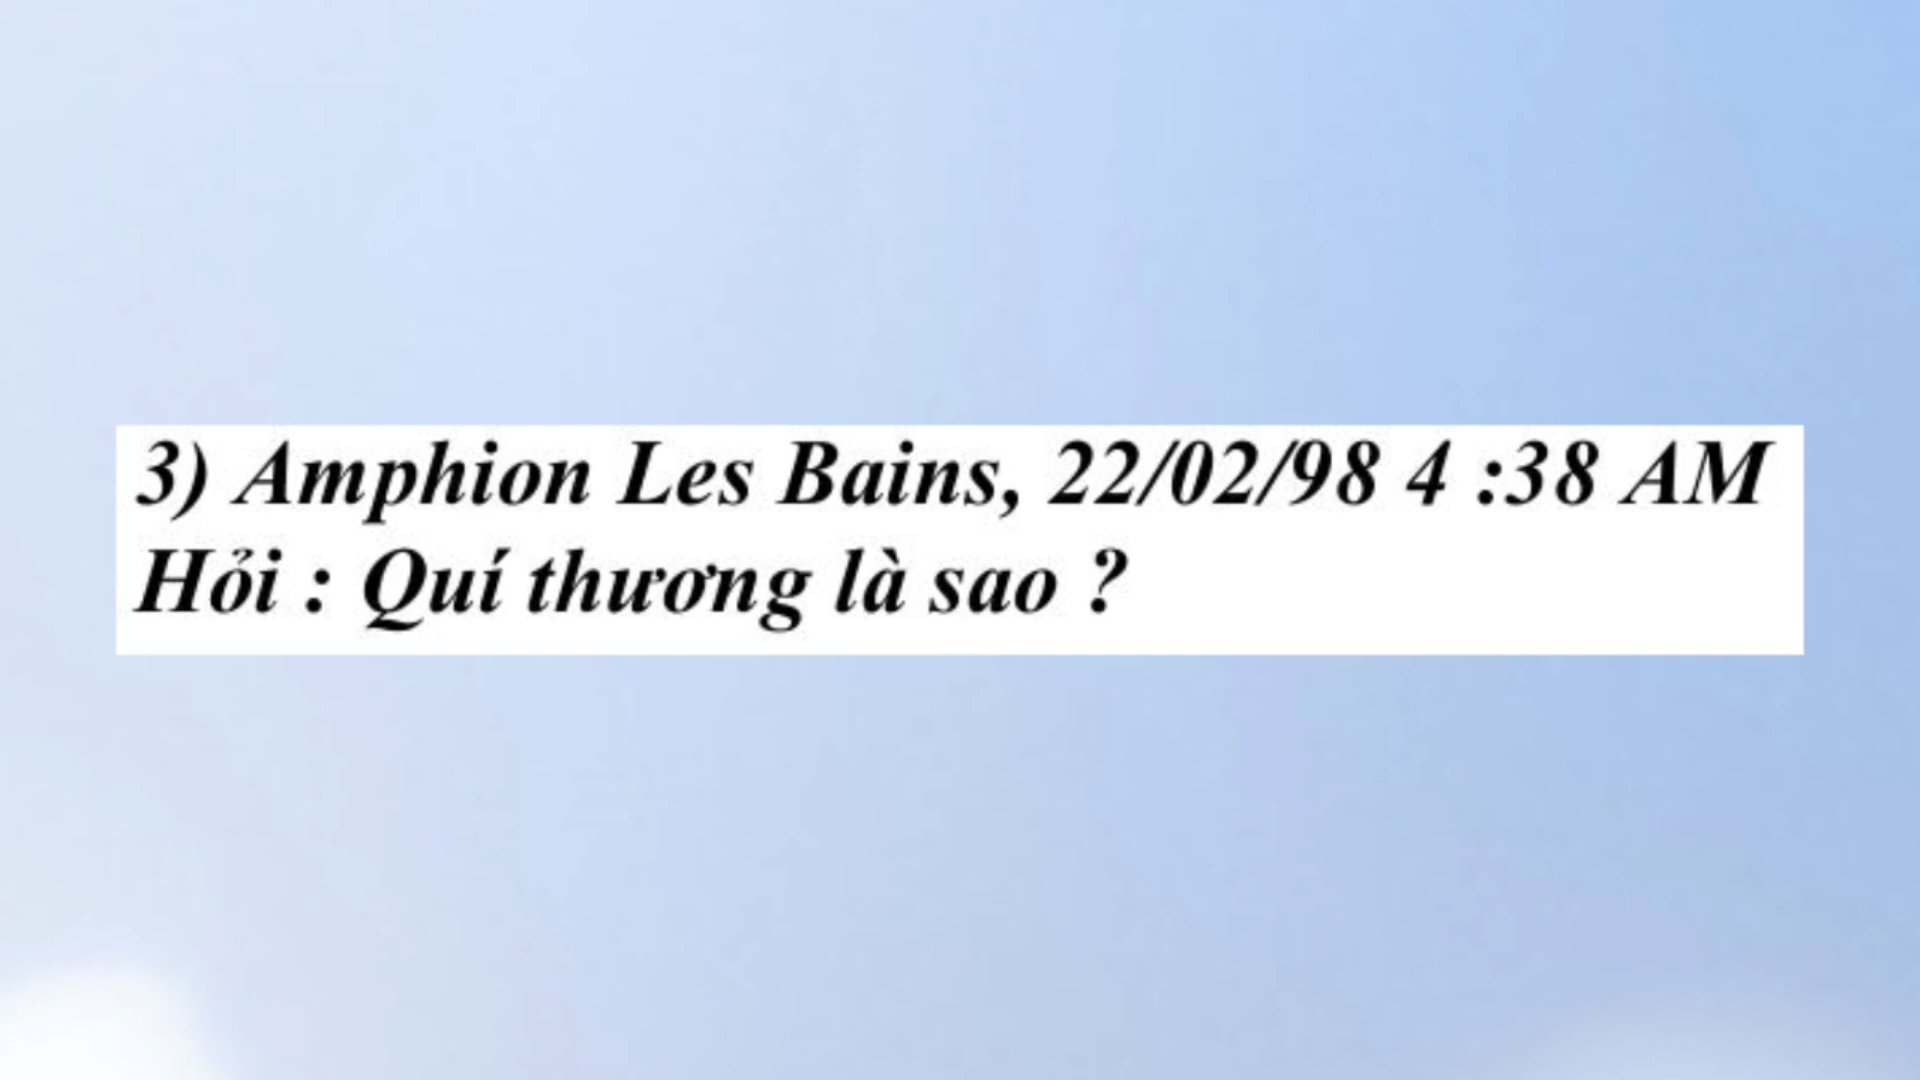 3) Amphion Les Bains, 22/02/98 4 :38 AM
Hỏi : Quí thương là sao ?